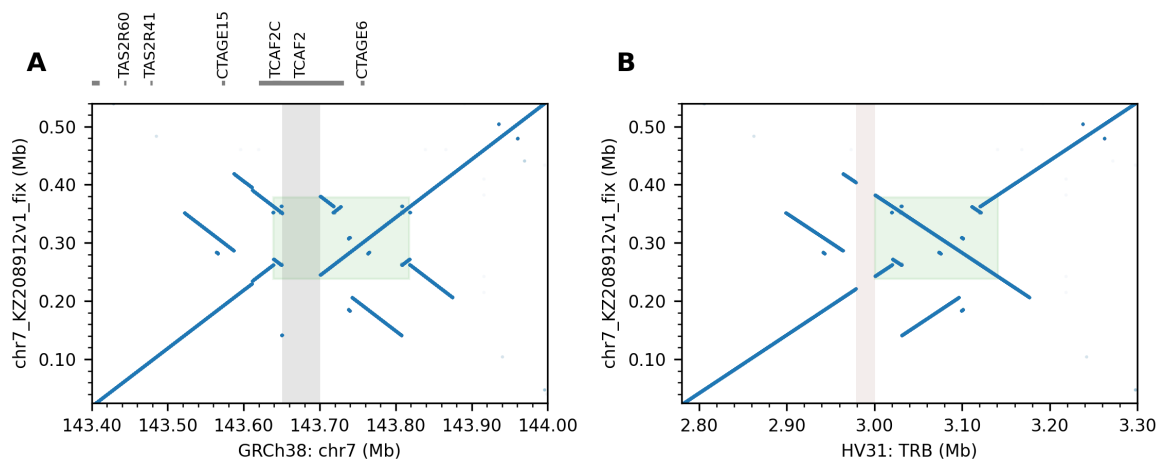 A
TAS2R60
TAS2R41
CTAGE15
TCAF2C
TCAF2
CTAGE6
chr7_KZ208912v1_fix (Mb)
0.50
0.40
0.30
0.20
0.10
143.40 143.50 143.60 143.70 143.80 143.90 144.00
GRCh38: chr7 (Mb)
B
chr7_KZ208912v1_fix (Mb)
0.50
0.40
0.30
0.20
0.10
2.80 2.90 3.00 3.10 3.20 3.30
HV31: TRB (Mb)